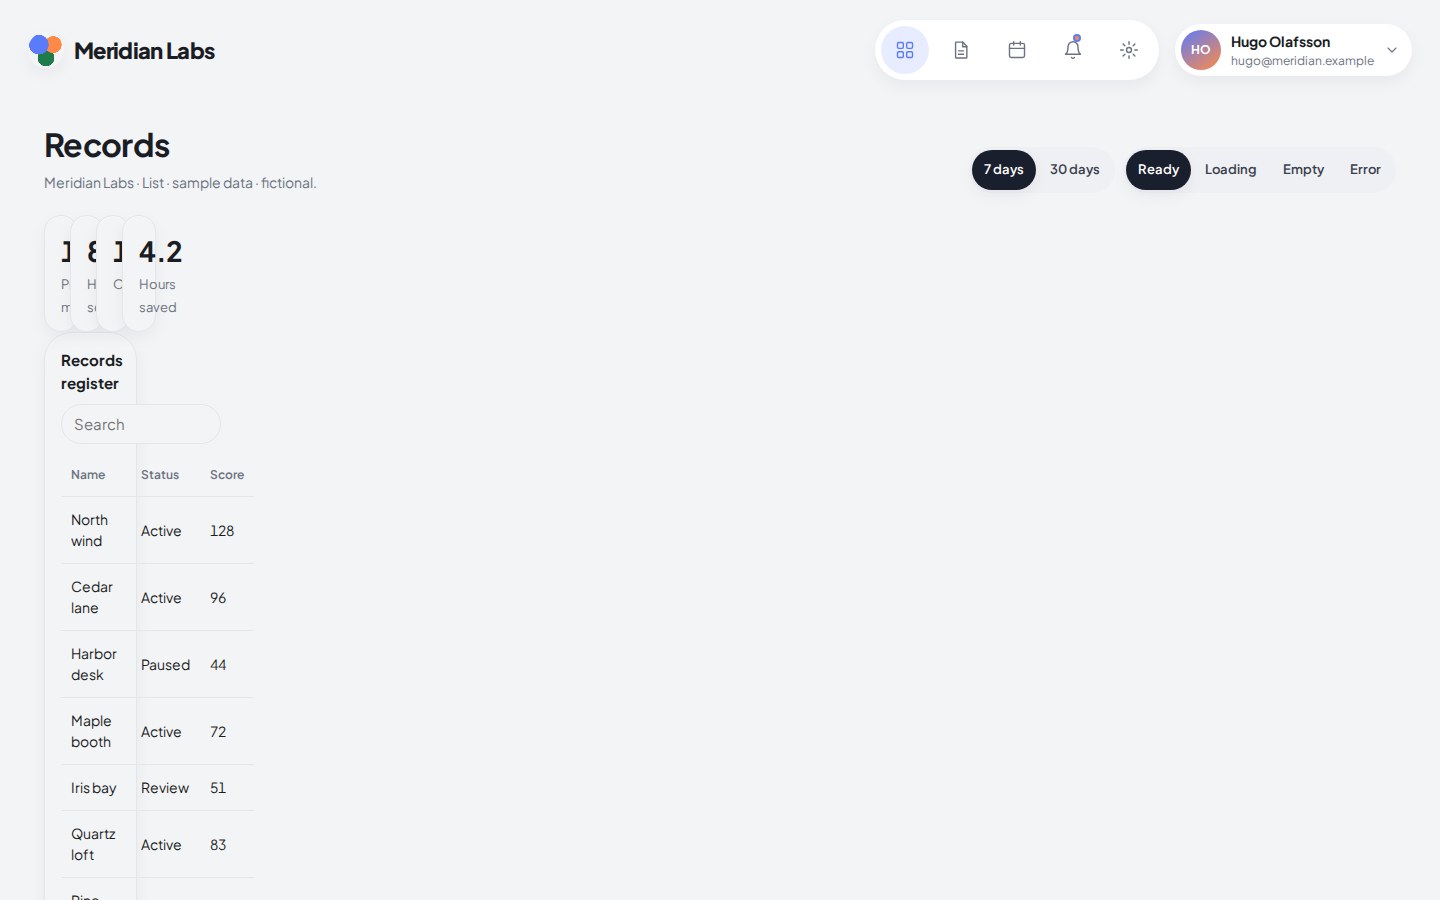 Meridian Labs
HO
Hugo Olafsson
hugo@meridian.example
Records
Meridian Labs · List · sample data · fictional.
7 days
30 days
Ready
Loading
Empty
Error
4.2
Hours
saved
Records
register
Search
Name Status Score
North
wind
Active 128
Cedar
lane
Active 96
Harbor
desk
Paused 44
Maple
booth
Active 72
Iris bay Review 51
Quartz
loft
Active 83